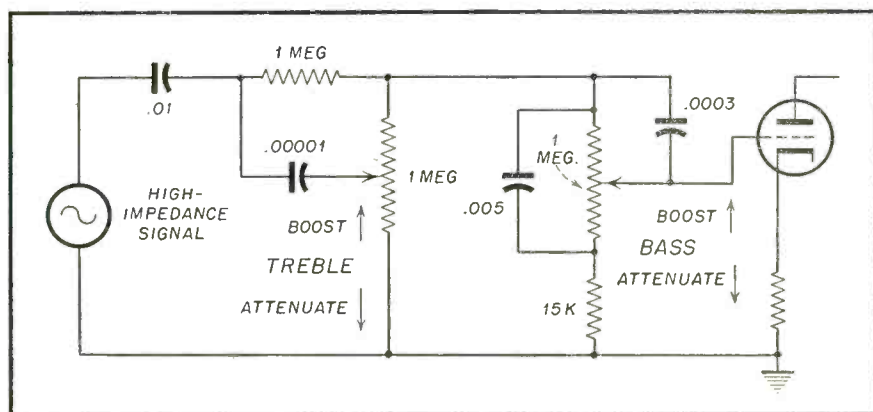 1 MEG
.01
.00001
1 MEG
HIGH-
IMPEDANCE
SIGNAL
BOOST
TREBLE
ATTENUATE
.005
1
MEG.
15K
.0003
BOOST
BASS
ATTENUATE